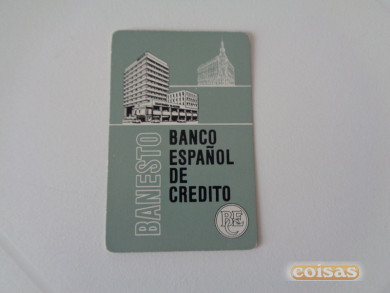 BANESTO
BANCO
ESPAÑOL
DE
CREDITO
BEC
coisas